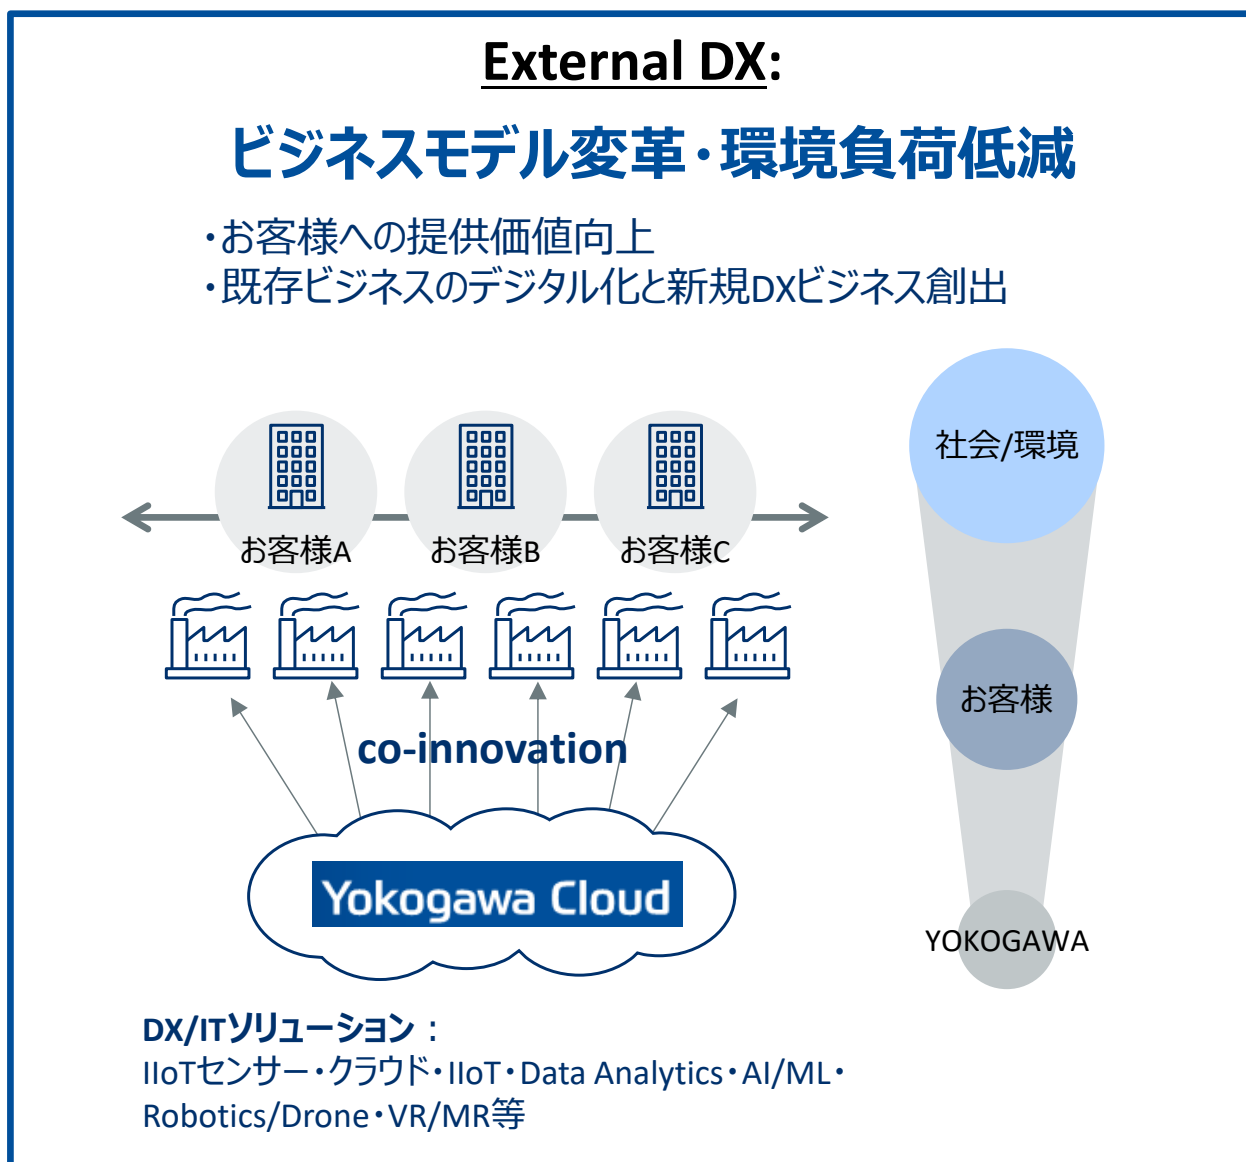 External DX:
ビジネスモデル変革・環境負荷低減
・お客様への提供価値向上
・既存ビジネスのデジタル化と新規DXビジネス創出
お客様A
お客様B
お客様C
co-innovation
Yokogawa Cloud
社会/環境
お客様
YOKOGAWA
DX/ITソリューション：
IIoTセンサー・クラウド・IIoT・Data Analytics・AI/ML・
Robotics/Drone・VR/MR等